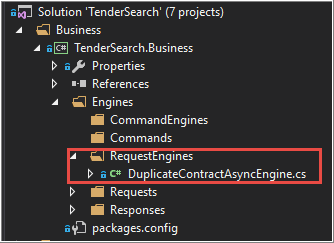 Solution 'TenderSearch' (7 projects)
Business
C# TenderSearch.Business
Properties
References
Engines
CommandEngines
Commands
RequestEngines
C# DuplicateContractAsyncEngine.cs
Requests
Responses
packages.config